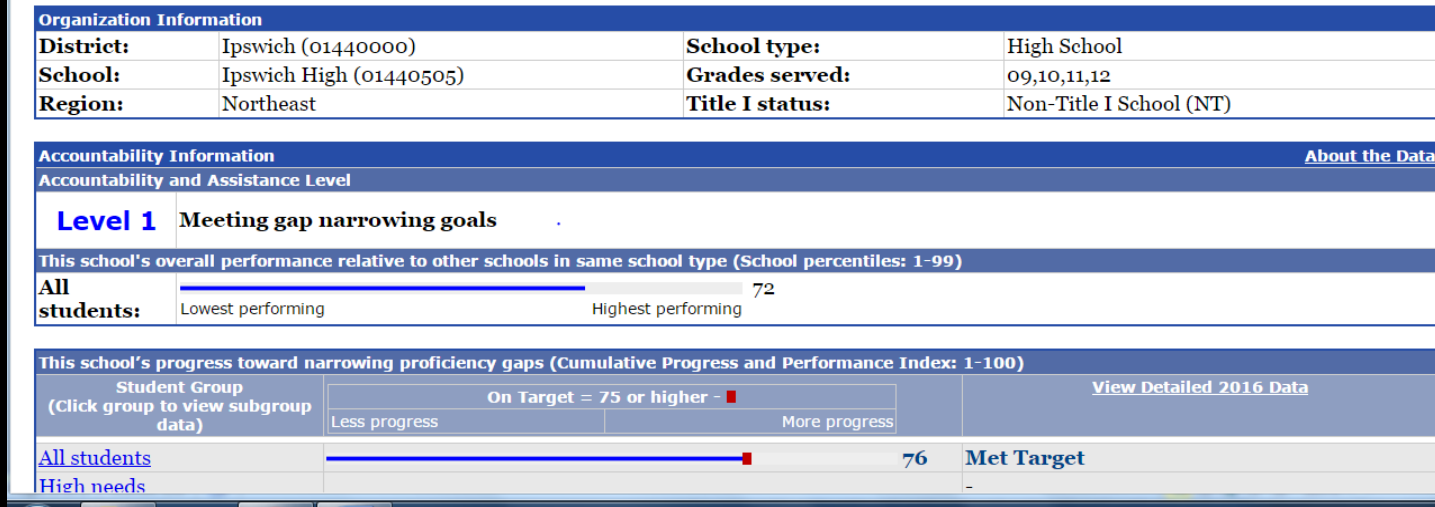 Organization Information
District: Ipswich (01440000) School type: High School
School: Ipswich High (01440505) Grades served: 09,10,11,12
Region: Northeast Title I status: Non-Title I School (NT)
Accountability Information About the Data
Accountability and Assistance Level
Level 1 Meeting gap narrowing goals
This school's overall performance relative to other schools in same school type (School percentiles: 1-99)
All students: 72
Lowest performing Highest performing
This school's progress toward narrowing proficiency gaps (Cumulative Progress and Performance Index: 1-100)
Student Group
(Click group to view subgroup data)
On Target = 75 or higher -
Less progress More progress
View Detailed 2016 Data
All students 76 Met Target
High needs -